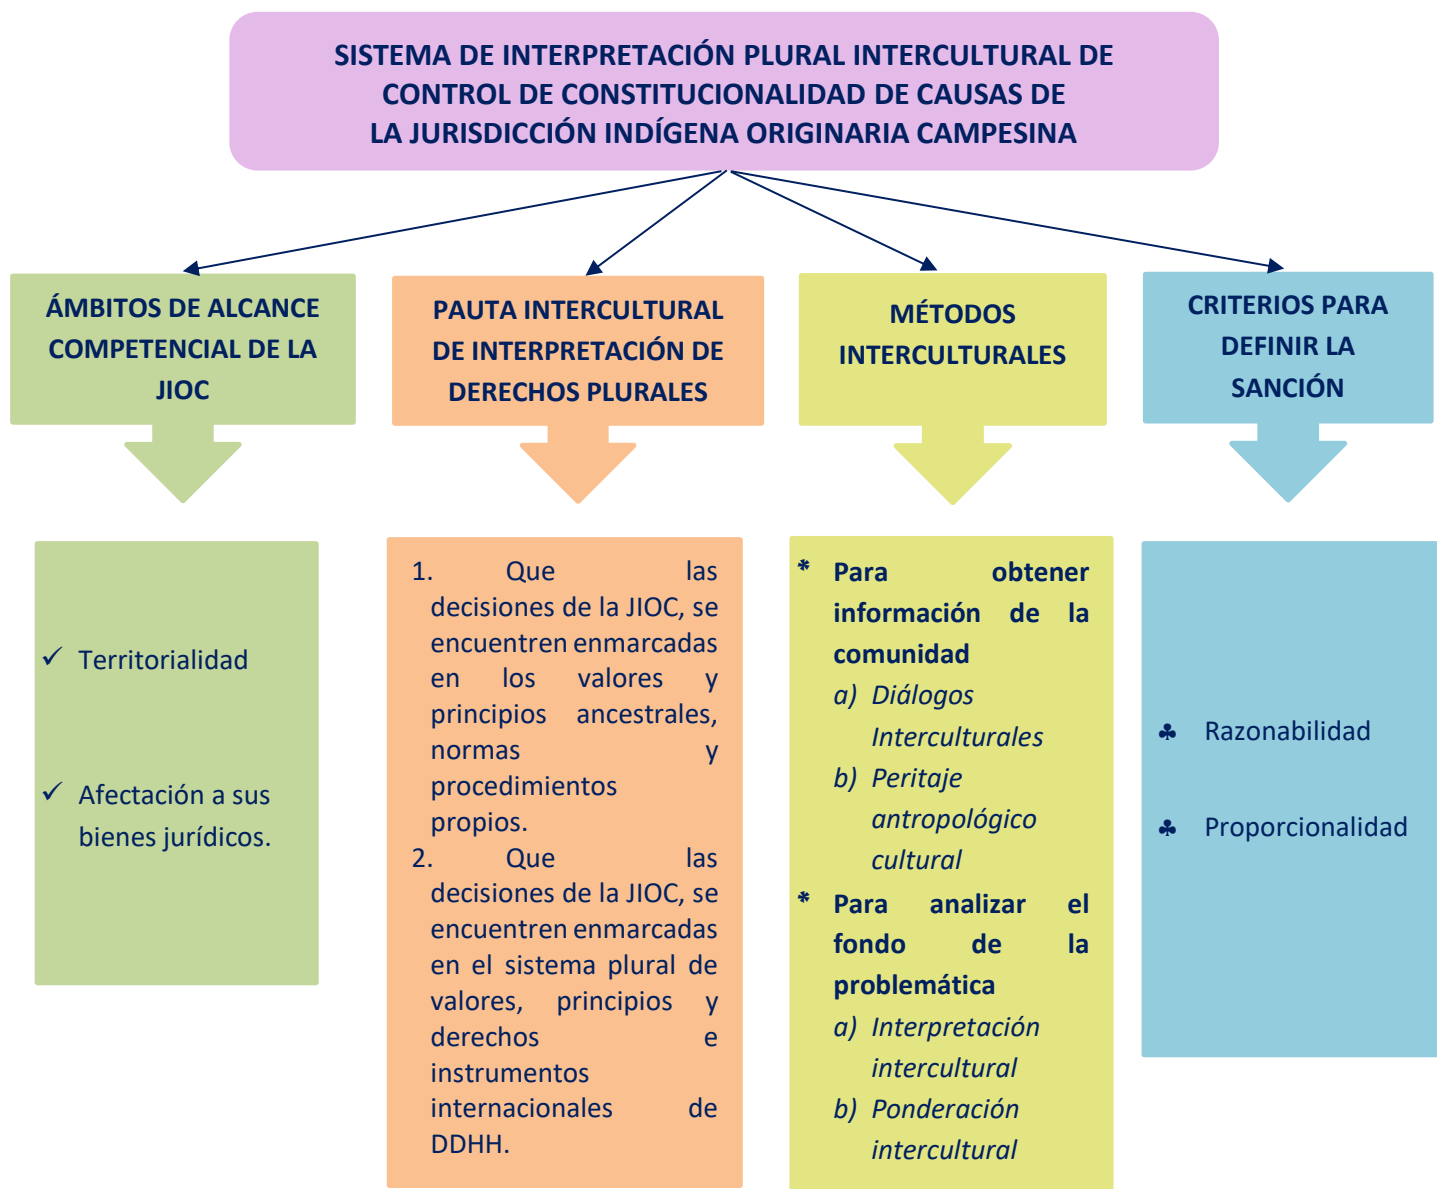 SISTEMA DE INTERPRETACIÓN PLURAL INTERCULTURAL DE
CONTROL DE CONSTITUCIONALIDAD DE CAUSAS DE
LA JURISDICCIÓN INDÍGENA ORIGINARIA CAMPESINA
ÁMBITOS DE ALCANCE
COMPETENCIAL DE LA
JIOC
PAUTA INTERCULTURAL
DE INTERPRETACIÓN DE
DERECHOS PLURALES
MÉTODOS
INTERCULTURALES
CRITERIOS PARA
DEFINIR LA
SANCIÓN
✓ Territorialidad
✓ Afectación a sus
bienes jurídicos.
1. Que las
decisiones de la JIOC, se
encuentren enmarcadas
en los valores y
principios ancestrales,
normas y
procedimientos
propios.
2. Que las
decisiones de la JIOC, se
encuentren enmarcadas
en el sistema plural de
valores, principios y
derechos e
instrumentos
internacionales de
DDHH.
* Para obtener
información de la
comunidad
a) Diálogos
Interculturales
b) Peritaje
antropológico
cultural
* Para analizar el
fondo de la
problemática
a) Interpretación
intercultural
b) Ponderación
intercultural
♣ Razonabilidad
♣ Proporcionalidad